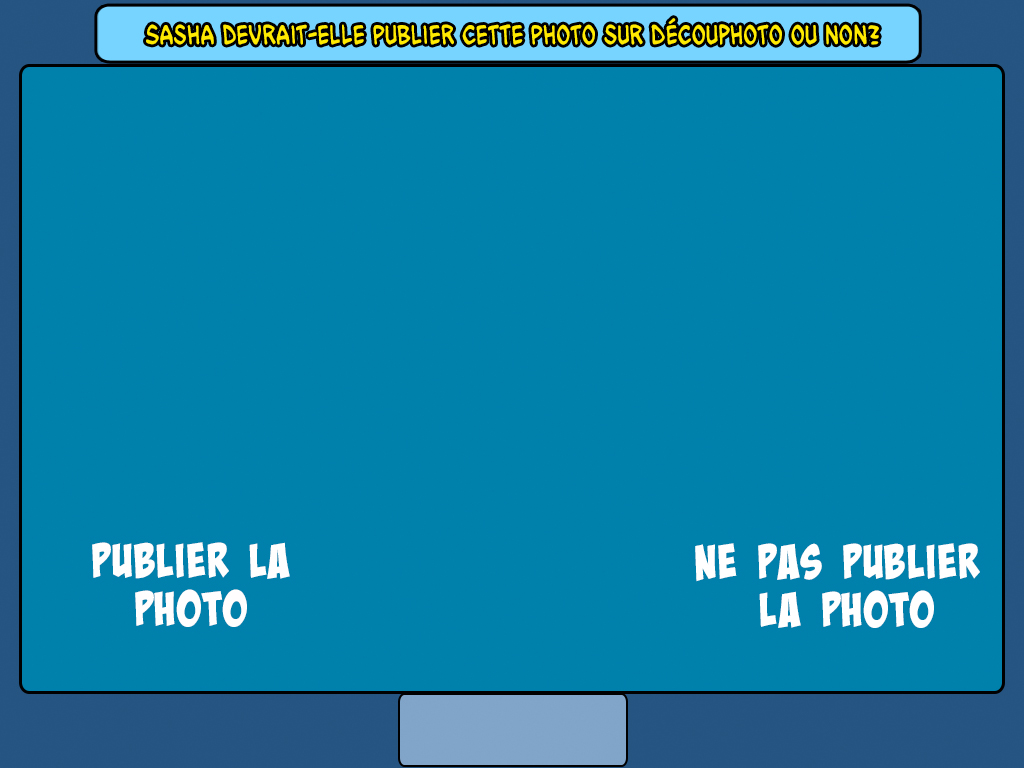 SASHA DEVRAIT-ELLE PUBLIER CETTE PHOTO SUR DÉCOUPHOTO OU NON?
PUBLIER LA
PHOTO
NE PAS PUBLIER
LA PHOTO